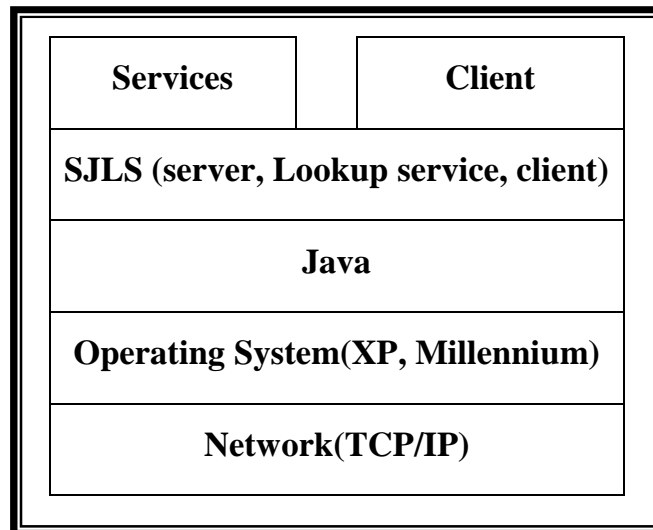 Services Client
SJLS (server, Lookup service, client)
Java
Operating System(XP, Millennium)
Network(TCP/IP)